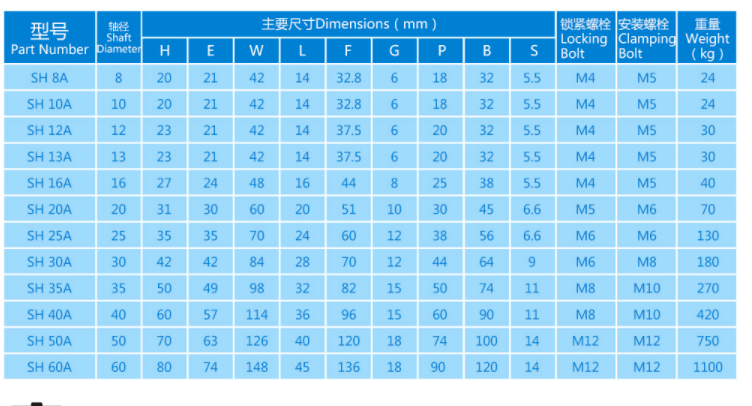 型号 Part Number 轴径 Shaft Diameter 主要尺寸Dimensions（mm） 锁紧螺栓 Locking Bolt 安装螺栓 Clamping Bolt 重量 Weight （kg）
H E W L F G P B S
SH 8A 8 20 21 42 14 32.8 6 18 32 5.5 M4 M5 24
SH 10A 10 20 21 42 14 32.8 6 18 32 5.5 M4 M5 24
SH 12A 12 23 21 42 14 37.5 6 20 32 5.5 M4 M5 30
SH 13A 13 23 21 42 14 37.5 6 20 32 5.5 M4 M5 30
SH 16A 16 27 24 48 16 44 8 25 38 5.5 M4 M5 40
SH 20A 20 31 30 60 20 51 10 30 45 6.6 M5 M6 70
SH 25A 25 35 35 70 24 60 12 38 56 6.6 M6 M6 130
SH 30A 30 42 42 84 28 70 12 44 64 9 M6 M8 180
SH 35A 35 50 49 98 32 82 15 50 74 11 M8 M10 270
SH 40A 40 60 57 114 36 96 15 60 90 11 M8 M10 420
SH 50A 50 70 63 126 40 120 18 74 100 14 M12 M12 750
SH 60A 60 80 74 148 45 136 18 90 120 14 M12 M12 1100